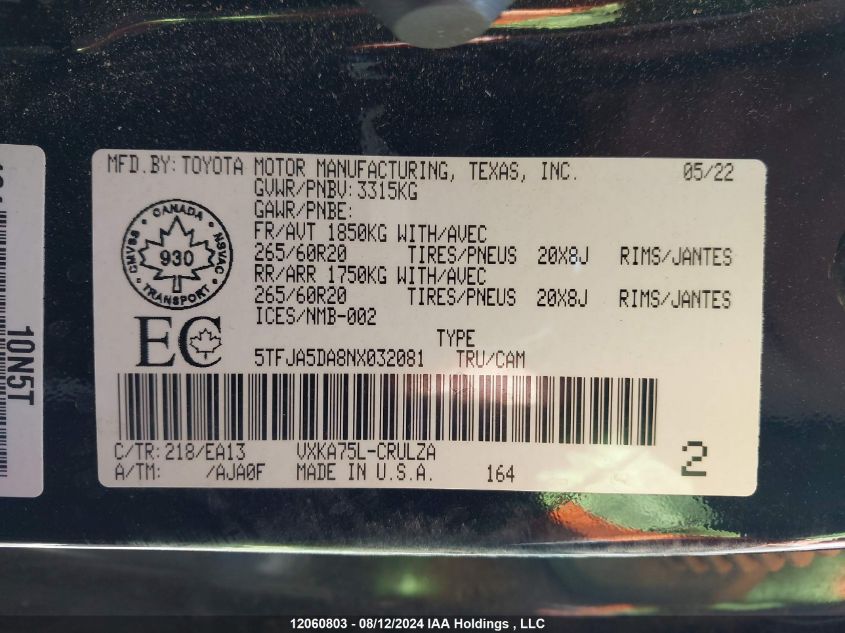 MFD.BY: TOYOTA MOTOR MANUFACTURING, TEXAS, INC. 05/22
GVWR/PNBV: 3315KG
GAWR/PNBE:
FR/AVT 1850KG WITH/AVEC
265/60R20 TIRES/PNEUS 20X8J RIMS/JANTES
RR/ARR 1750KG WITH/AVEC
265/60R20 TIRES/PNEUS 20X8J RIMS/JANTES
ICES/NMB-002
CANADA
CMVSS 930 NSVAC
TRANSPORT
EC
TYPE
5TFJA5DA8NX032081 TRU/CAM
C/TR: 218/EA13 VXKA75L-CRULZA
A/TM: /AJA0F MADE IN U.S.A. 164
2
10N5T
12060803 - 08/12/2024 IAA Holdings , LLC